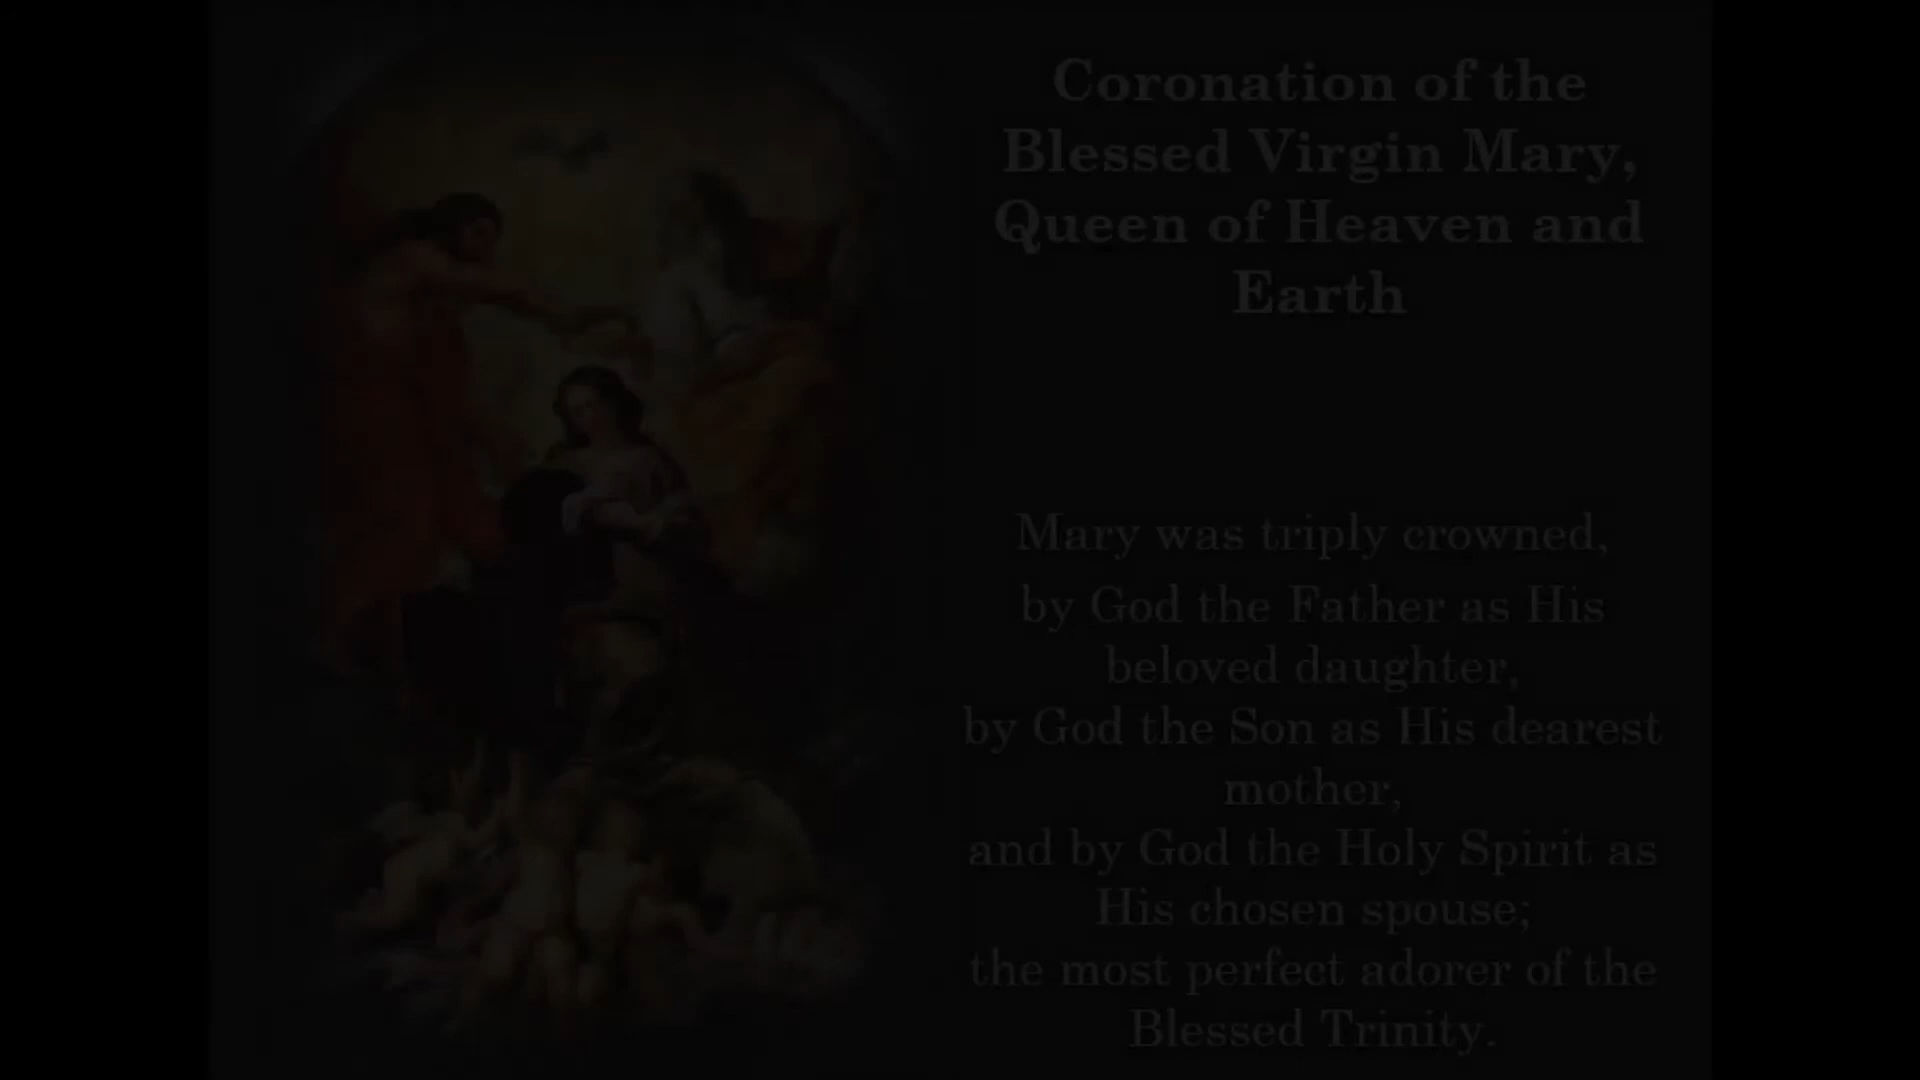 Coronation of the
Blessed Virgin Mary,
Queen of Heaven and
Earth
Mary was triply crowned,
by God the Father as His
beloved daughter,
by God the Son as His dearest
mother,
and by God the Holy Spirit as
His chosen spouse;
the most perfect adorer of the
Blessed Trinity.